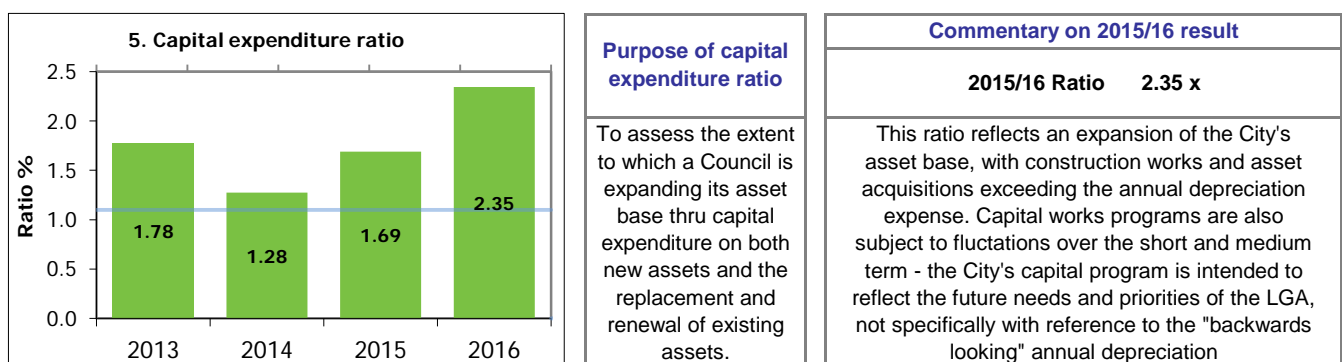 5. Capital expenditure ratio
Ratio %
2.5
2.0
1.5
1.0
0.5
0.0
1.78
1.28
1.69
2.35
2013
2014
2015
2016
Purpose of capital
expenditure ratio
To assess the extent
to which a Council is
expanding its asset
base thru capital
expenditure on both
new assets and the
replacement and
renewal of existing
assets.
Commentary on 2015/16 result
2015/16 Ratio 2.35 x
This ratio reflects an expansion of the City's
asset base, with construction works and asset
acquisitions exceeding the annual depreciation
expense. Capital works programs are also
subject to fluctations over the short and medium
term - the City's capital program is intended to
reflect the future needs and priorities of the LGA,
not specifically with reference to the "backwards
looking" annual depreciation